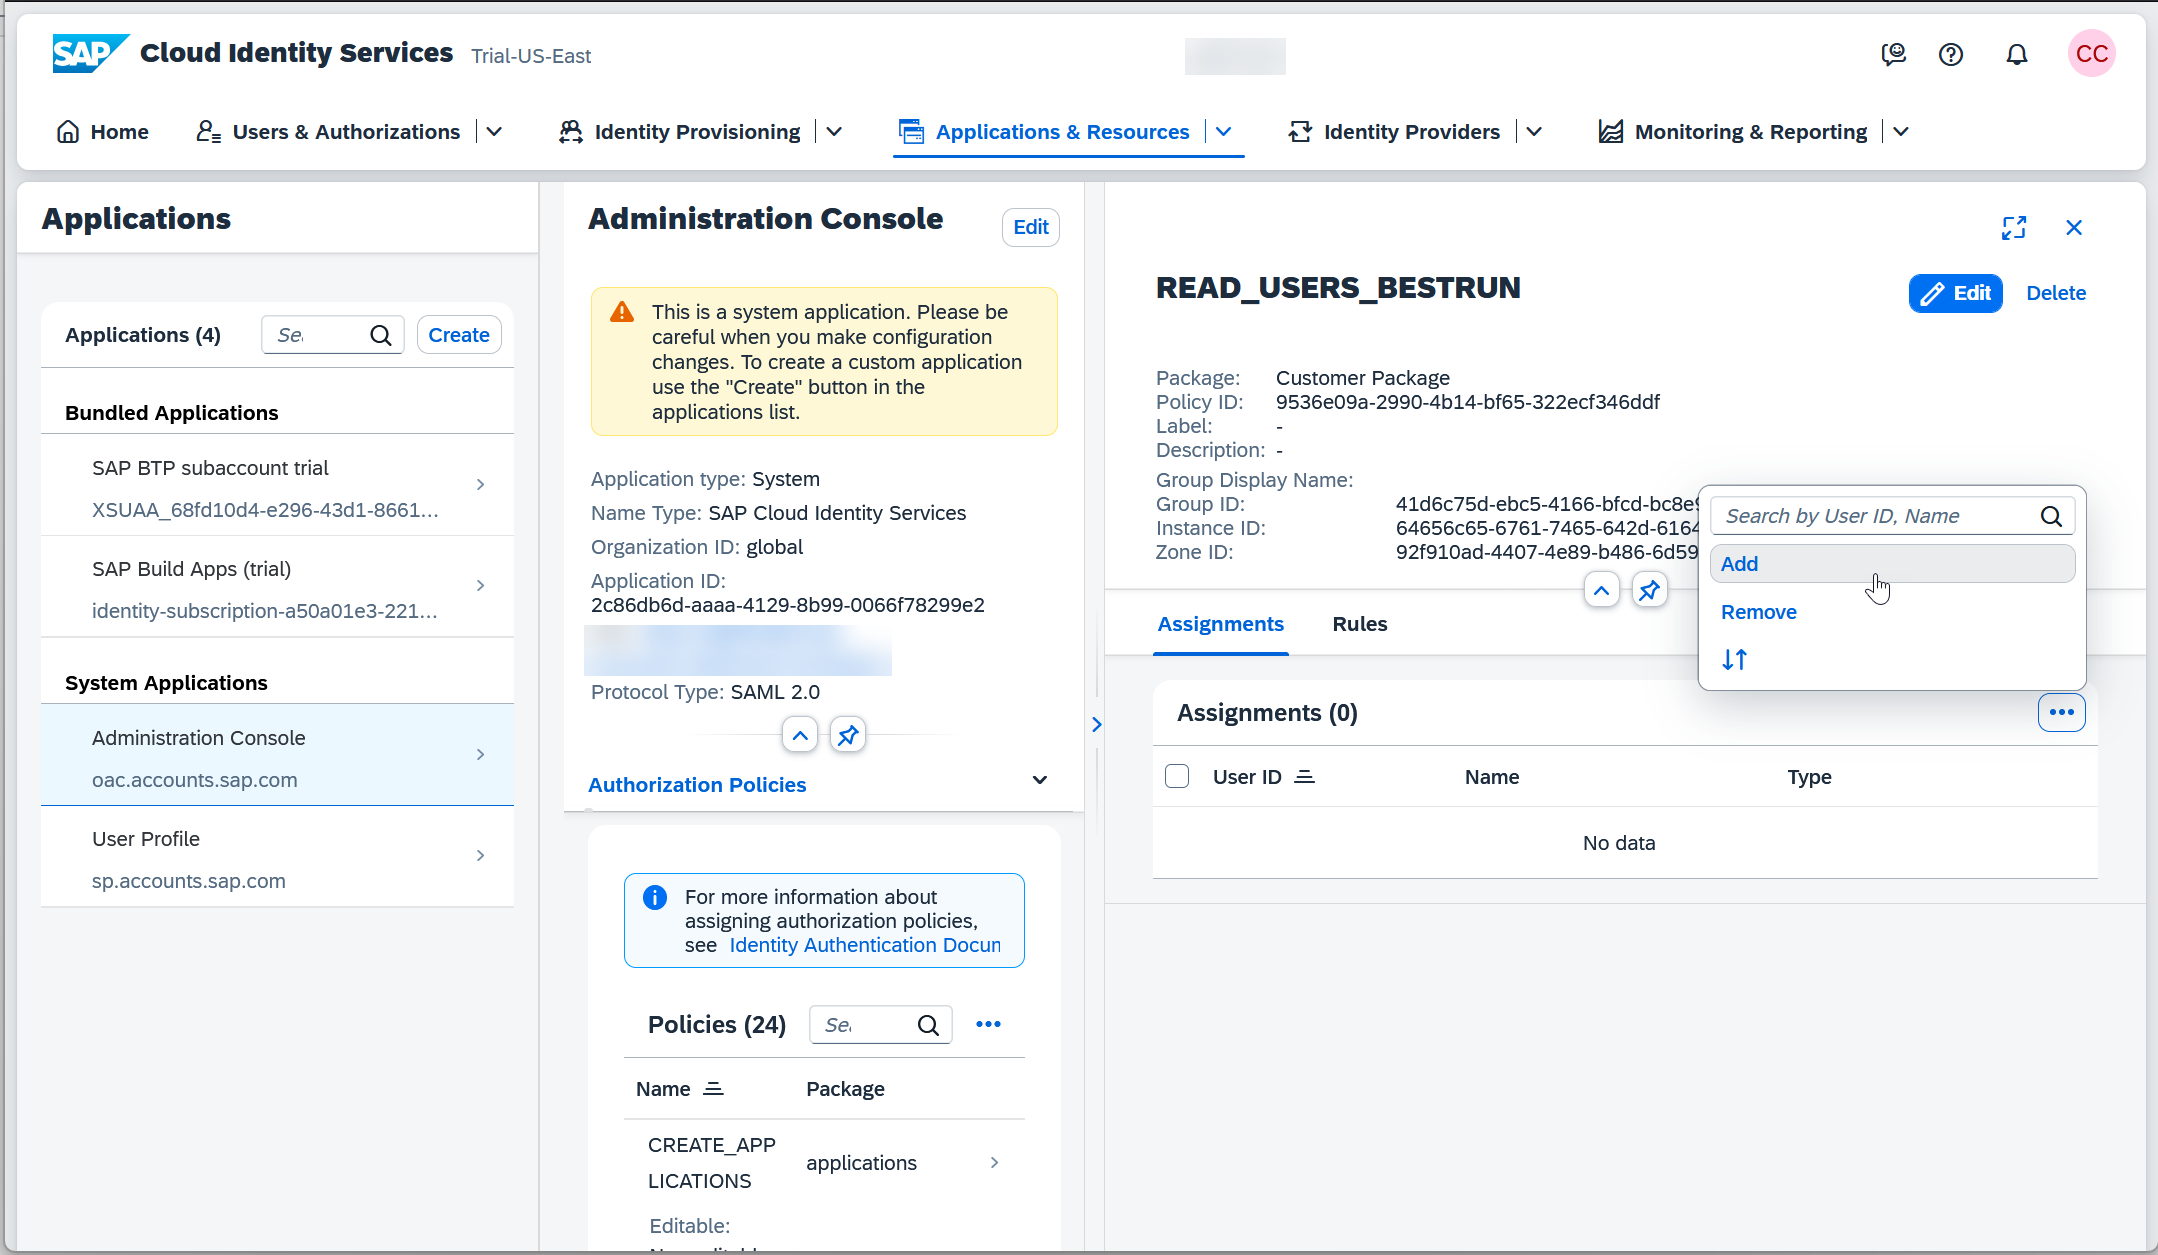 SAP Cloud Identity Services Trial-US-East
CC
Home Users & Authorizations Identity Provisioning Applications & Resources Identity Providers Monitoring & Reporting
Applications
Applications (4) Create
Bundled Applications
SAP BTP subaccount trial
XSUAA_68fd10d4-e296-43d1-8661...
SAP Build Apps (trial)
identity-subscription-a50a01e3-221...
System Applications
Administration Console
oac.accounts.sap.com
User Profile
sp.accounts.sap.com
Administration Console Edit
This is a system application. Please be
careful when you make configuration
changes. To create a custom application
use the "Create" button in the
applications list.
Application type: System
Name Type: SAP Cloud Identity Services
Organization ID: global
Application ID:
2c86db6d-aaaa-4129-8b99-0066f78299e2
Protocol Type: SAML 2.0
Authorization Policies
For more information about
assigning authorization policies,
see Identity Authentication Docun
Policies (24)
Name Package
CREATE_APP
LICATIONS
applications
Editable:
READ_USERS_BESTRUN
Edit Delete
Package: Customer Package
Policy ID: 9536e09a-2990-4b14-bf65-322ecf346ddf
Label: -
Description: -
Group Display Name:
Group ID: 41d6c75d-ebc5-4166-bfcd-bc8e9
Instance ID: 64656c65-6761-7465-642d-6164
Zone ID: 92f910ad-4407-4e89-b486-6d59
Search by User ID, Name
Add
Remove
Assignments Rules
Assignments (0)
User ID Name Type
No data